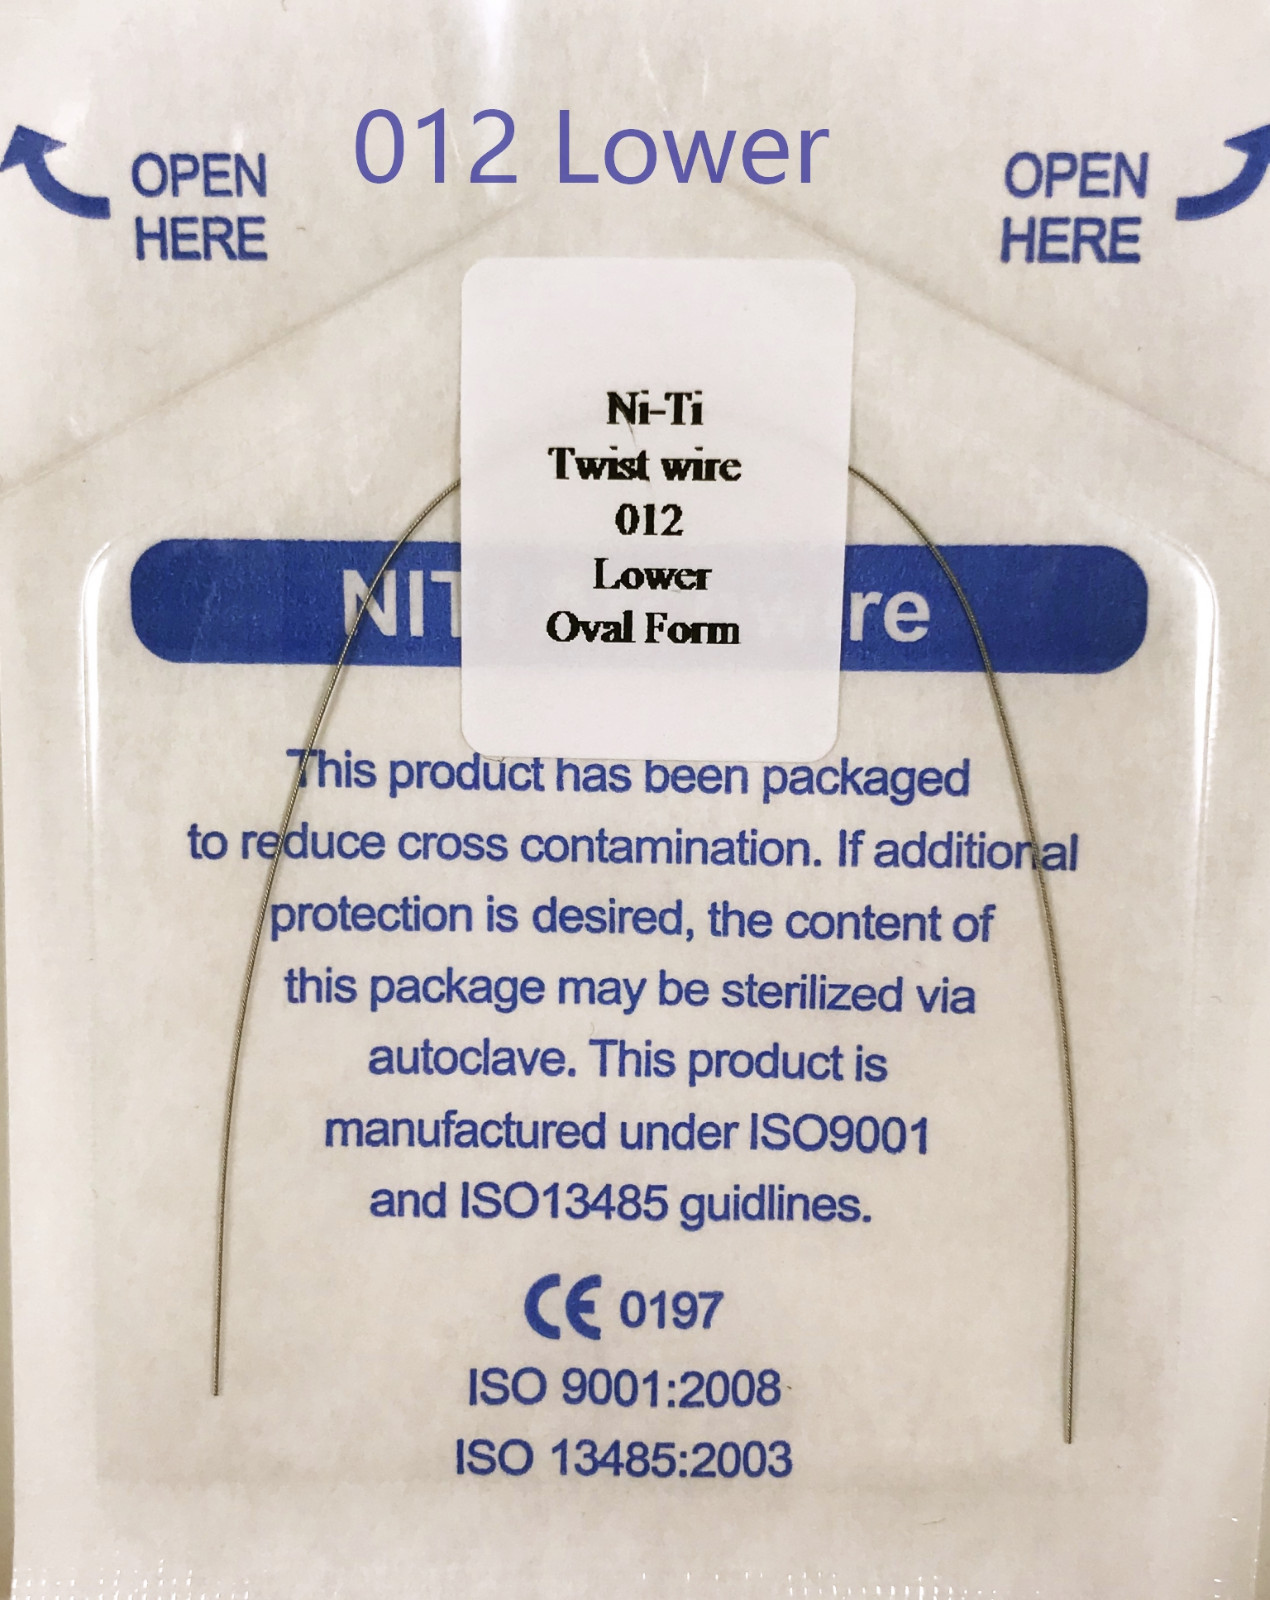 012 Lower
OPEN
HERE
OPEN
HERE
Ni-Ti
Twist wire
012
Lower
Oval Form
This product has been packaged
to reduce cross contamination. If additional
protection is desired, the content of
this package may be sterilized via
autoclave. This product is
manufactured under ISO9001
and ISO13485 guidlines.
CE 0197
ISO 9001:2008
ISO 13485:2003